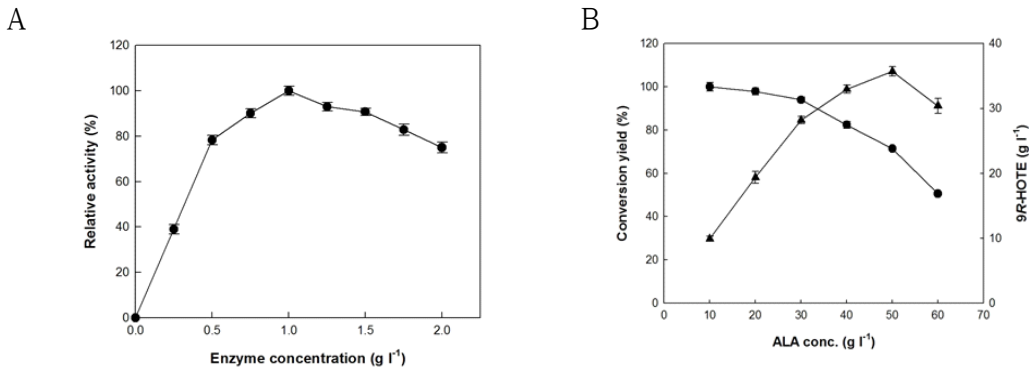 A
120
100
80
60
40
20
0
0.0 0.5 1.0 1.5 2.0
Relative activity (%)
Enzyme concentration (g l⁻¹)
B
120
100
80
60
40
20
0
40
30
20
10
0
0 10 20 30 40 50 60 70
Conversion yield (%)
9R-HOTE (g l⁻¹)
ALA conc. (g l⁻¹)